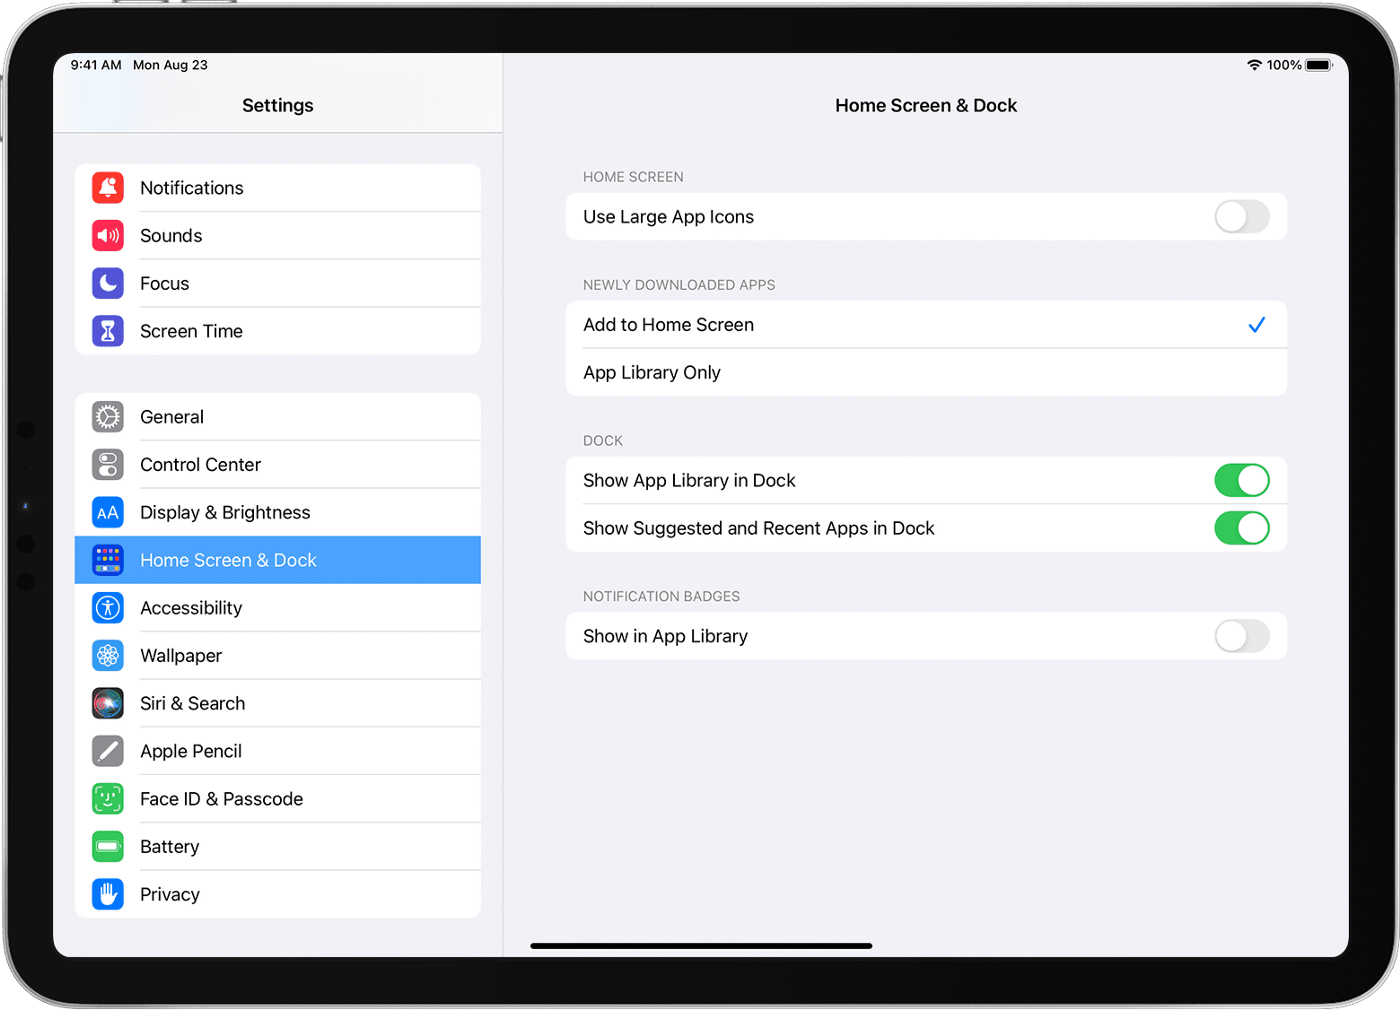 9:41 AM Mon Aug 23
100%
Settings
Notifications
Sounds
Focus
Screen Time
General
Control Center
AA
Display & Brightness
Home Screen & Dock
Accessibility
Wallpaper
Siri & Search
Apple Pencil
Face ID & Passcode
Battery
Privacy
Home Screen & Dock
HOME SCREEN
Use Large App Icons
NEWLY DOWNLOADED APPS
Add to Home Screen
App Library Only
DOCK
Show App Library in Dock
Show Suggested and Recent Apps in Dock
NOTIFICATION BADGES
Show in App Library